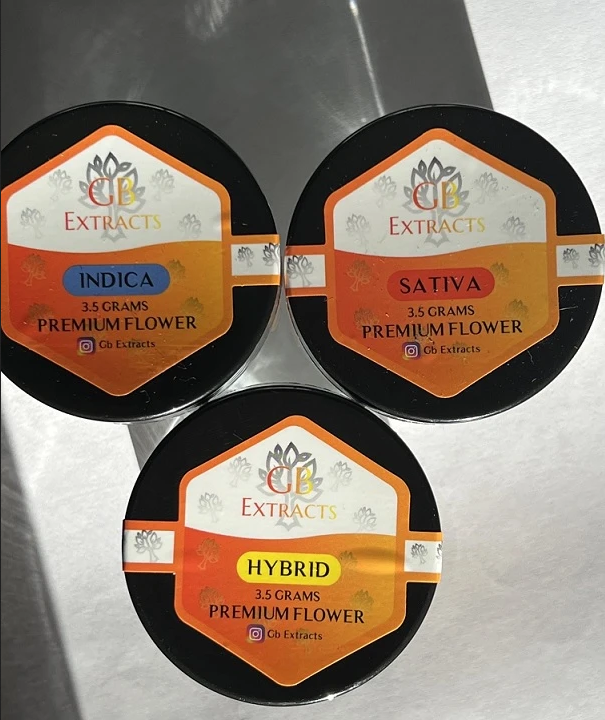 GB
EXTRACTS
INDICA
3.5 GRAMS
PREMIUM FLOWER
Gb Extracts
GB
EXTRACTS
SATIVA
3.5 GRAMS
PREMIUM FLOWER
Gb Extracts
GB
EXTRACTS
HYBRID
3.5 GRAMS
PREMIUM FLOWER
Gb Extracts